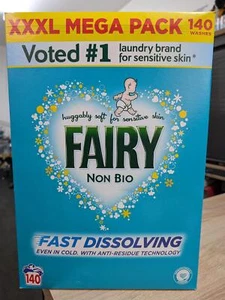 XXXL MEGA PACK 140
WASHES
Voted #1 laundry brand
for sensitive skin*
huggably soft for sensitive skin
FAIRY
NON BIO
FAST DISSOLVING
EVEN IN COLD, WITH ANTI-RESIDUE TECHNOLOGY
140